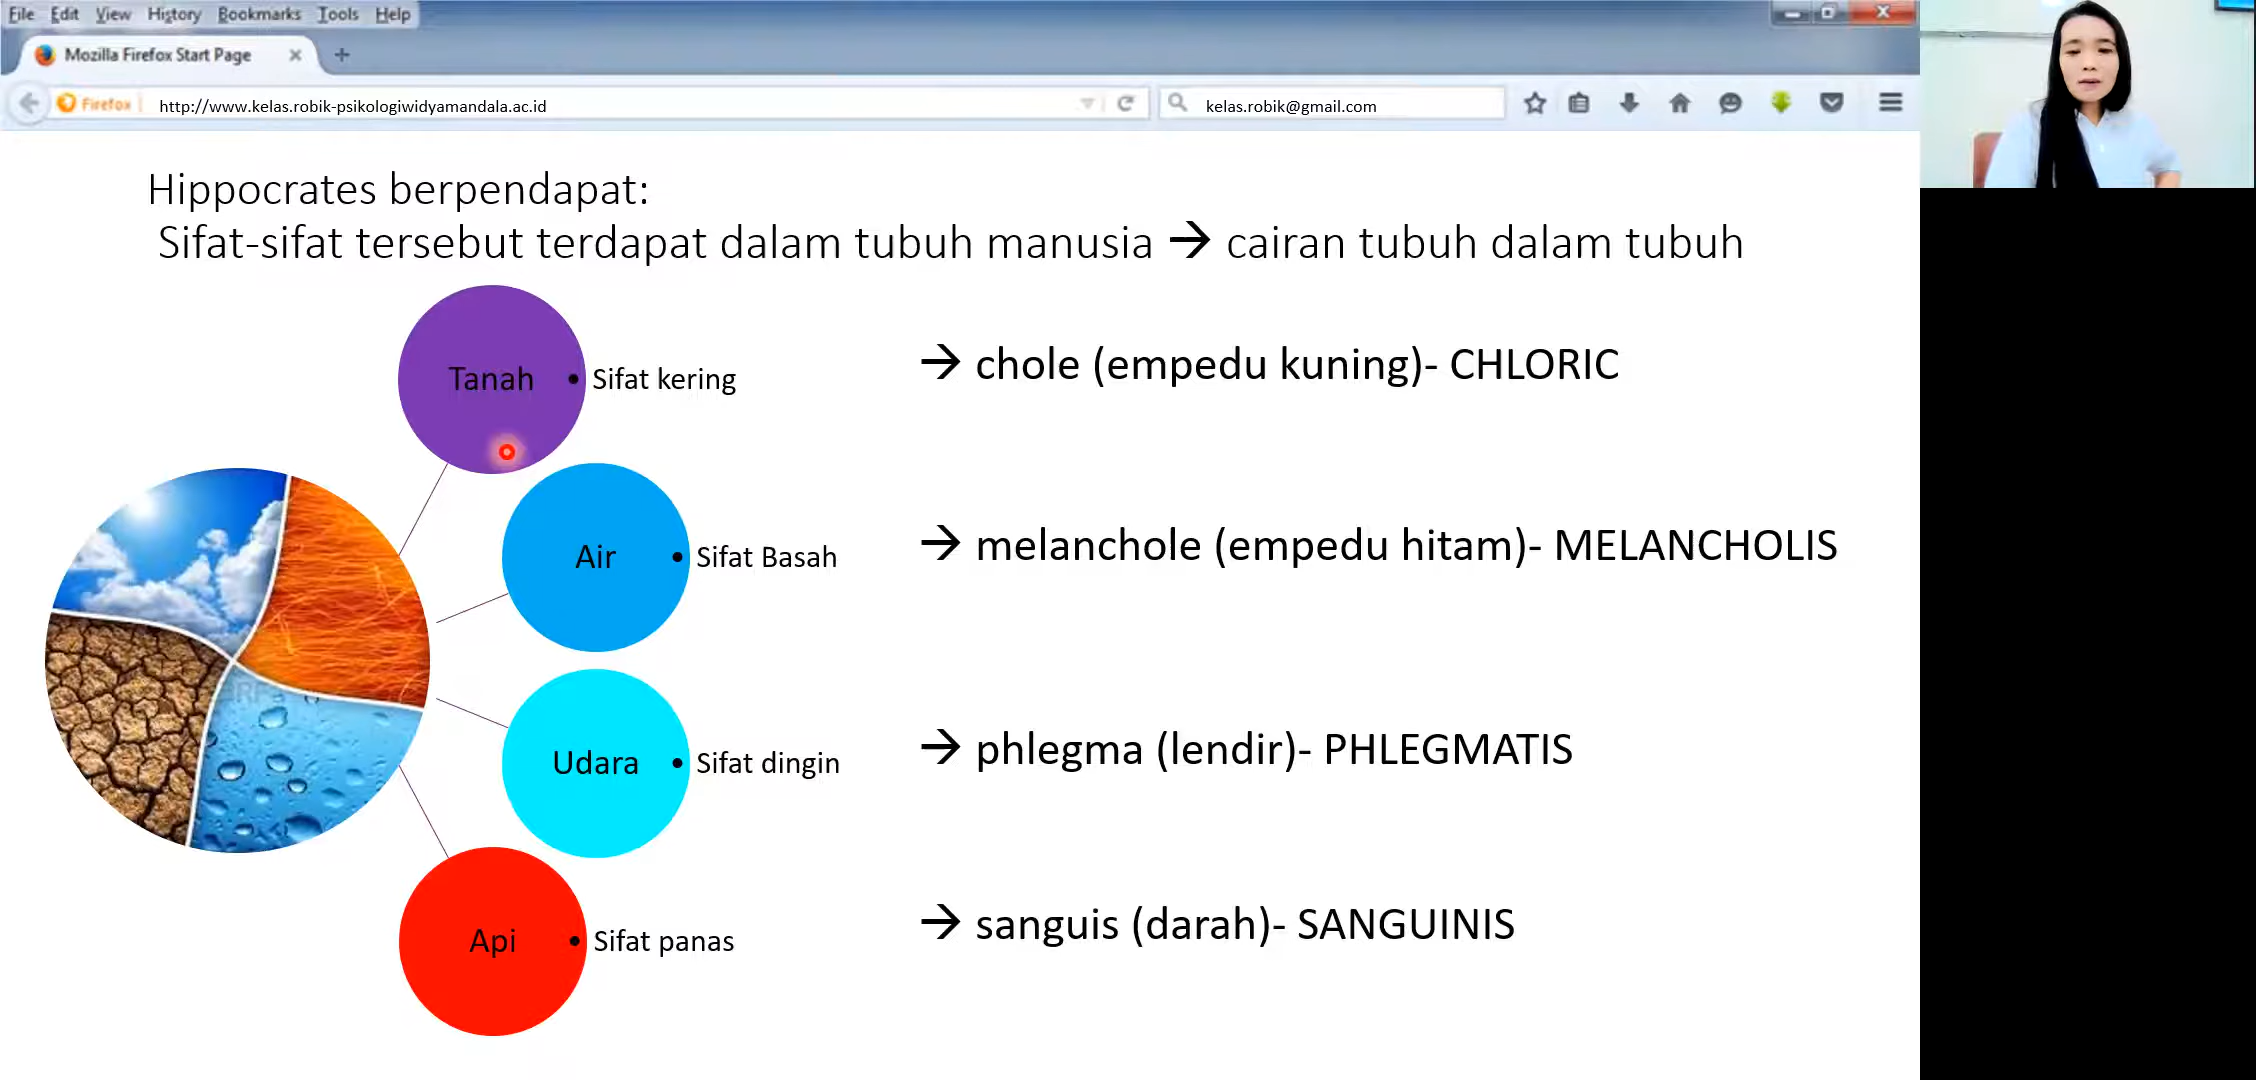 File Edit View History Bookmarks Tools Help
Mozilla Firefox Start Page
Firefox http://www.kelas.robik-psikologiwidyamandala.ac.id kelas.robik@gmail.com
Hippocrates berpendapat:
Sifat-sifat tersebut terdapat dalam tubuh manusia → cairan tubuh dalam tubuh
Tanah • Sifat kering → chole (empedu kuning)- CHLORIC
Air • Sifat Basah → melanchole (empedu hitam)- MELANCHOLIS
Udara • Sifat dingin → phlegma (lendir)- PHLEGMATIS
Api • Sifat panas → sanguis (darah)- SANGUINIS